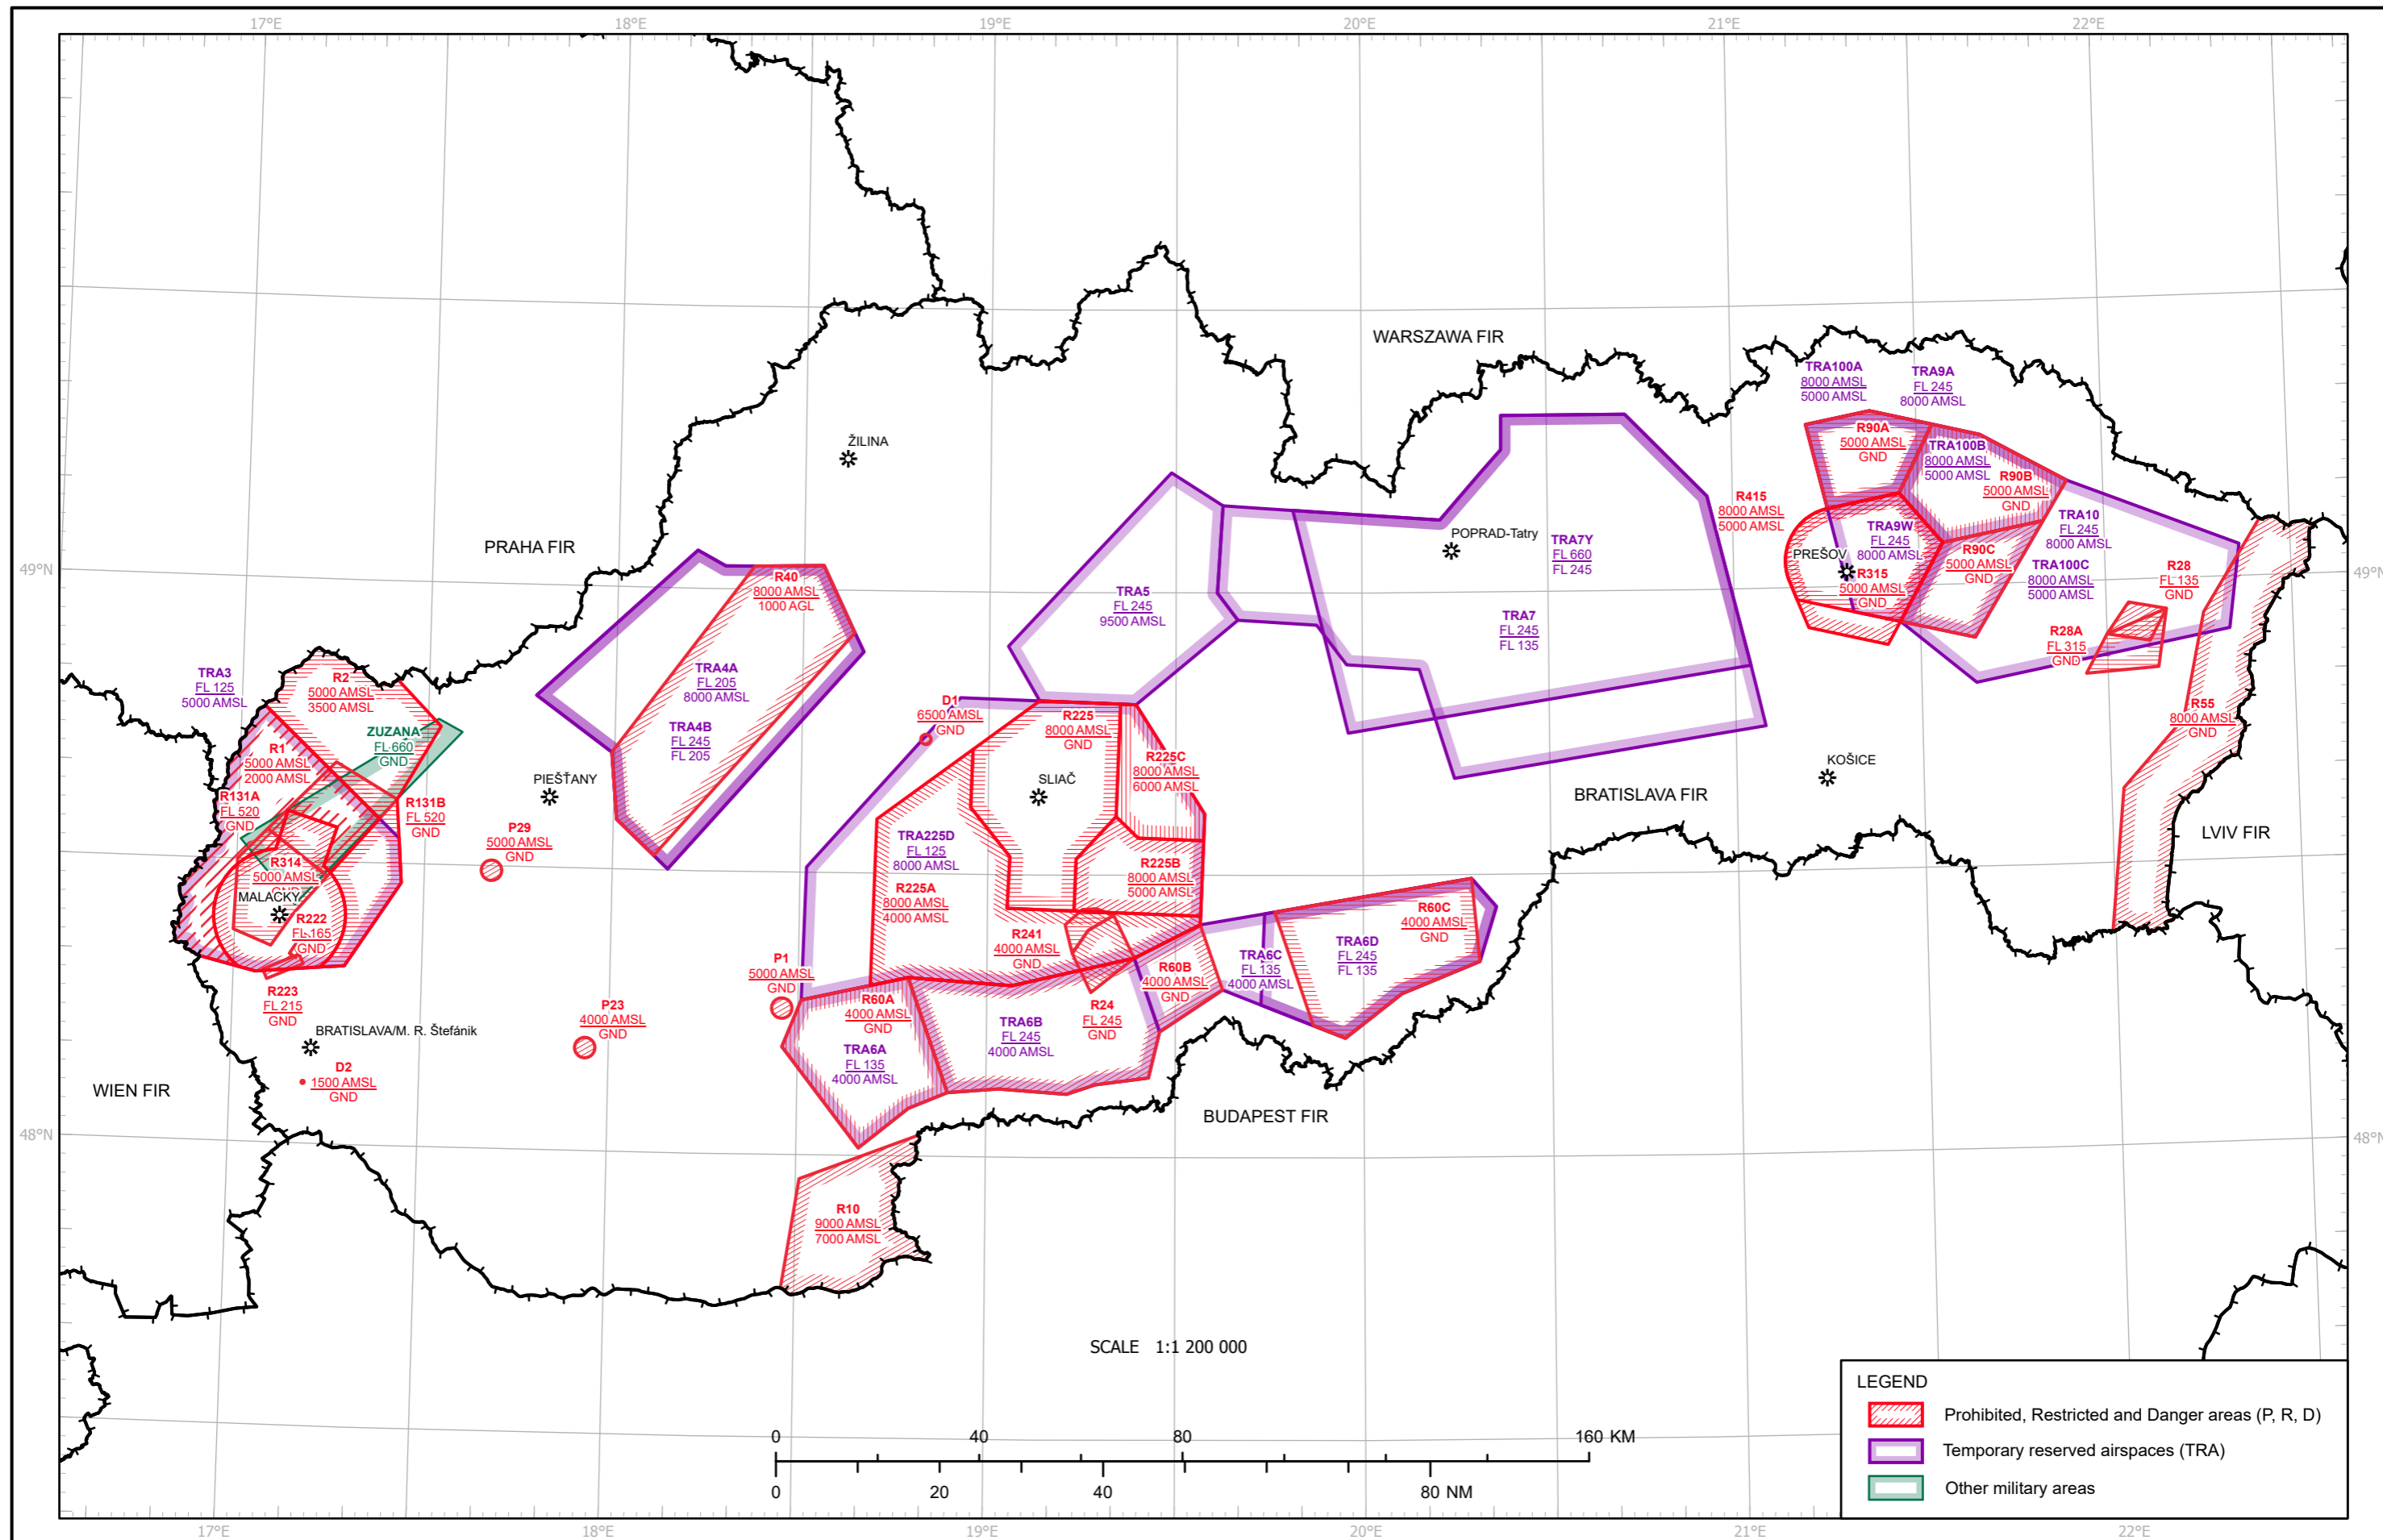 17°E
18°E
19°E
20°E
21°E
22°E
WARSZAWA FIR
TRA100A
8000 AMSL
5000 AMSL
TRA9A
FL 245
8000 AMSL
ŽILINA
R90A
5000 AMSL
GND
TRA100B
8000 AMSL
5000 AMSL
R90B
5000 AMSL
GND
R415
8000 AMSL
5000 AMSL
POPRAD-Tatry
TRA7Y
FL 660
FL 245
TRA9W
FL 245
8000 AMSL
TRA10
FL 245
8000 AMSL
PRAHA FIR
PREŠOV
R90C
5000 AMSL
GND
49°N
49°N
R40
8000 AMSL
1000 AGL
R315
5000 AMSL
GND
TRA100C
8000 AMSL
5000 AMSL
R28
FL 135
GND
TRA5
FL 245
9500 AMSL
TRA7
FL 245
FL 135
R28A
FL 315
GND
TRA3
FL 125
5000 AMSL
R2
5000 AMSL
3500 AMSL
TRA4A
FL 205
8000 AMSL
D1
6500 AMSL
GND
R225
8000 AMSL
GND
R55
8000 AMSL
GND
ZUZANA
FL 660
GND
TRA4B
FL 245
FL 205
R1
5000 AMSL
2000 AMSL
R225C
8000 AMSL
6000 AMSL
KOŠICE
PIEŠŤANY
SLIAČ
BRATISLAVA FIR
R131A
FL 520
GND
R131B
FL 520
GND
P29
5000 AMSL
GND
LVIV FIR
TRA225D
FL 125
8000 AMSL
R314
5000 AMSL
GND
R225B
8000 AMSL
5000 AMSL
MALACKY
R225A
8000 AMSL
4000 AMSL
R60C
4000 AMSL
GND
R222
FL 165
GND
R241
4000 AMSL
GND
TRA6D
FL 245
FL 135
TRA6C
FL 135
4000 AMSL
P1
5000 AMSL
GND
R60B
4000 AMSL
GND
R223
FL 215
GND
P23
4000 AMSL
GND
R60A
4000 AMSL
GND
R24
FL 245
GND
BRATISLAVA/M. R. Štefánik
TRA6B
FL 245
4000 AMSL
TRA6A
FL 135
4000 AMSL
D2
1500 AMSL
GND
WIEN FIR
BUDAPEST FIR
48°N
48°N
R10
9000 AMSL
7000 AMSL
SCALE 1:1 200 000
LEGEND
Prohibited, Restricted and Danger areas (P, R, D)
Temporary reserved airspaces (TRA)
Other military areas
0 40 80 160 KM
0 20 40 80 NM
17°E
18°E
19°E
20°E
21°E
22°E